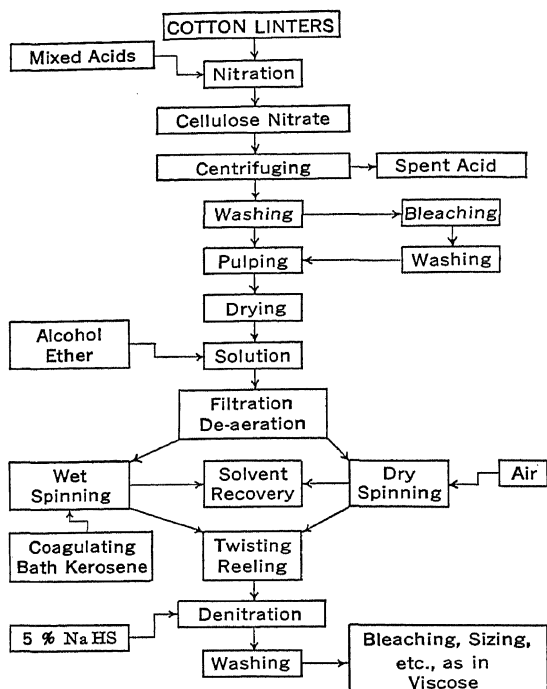 COTTON LINTERS
Mixed Acids
Nitration
Cellulose Nitrate
Centrifuging
Spent Acid
Washing
Bleaching
Pulping
Washing
Drying
Alcohol
Ether
Solution
Filtration
De-aeration
Wet
Spinning
Solvent
Recovery
Dry
Spinning
Air
Coagulating
Bath Kerosene
Twisting
Reeling
Denitration
5 % NaHS
Washing
Bleaching, Sizing,
etc., as in
Viscose